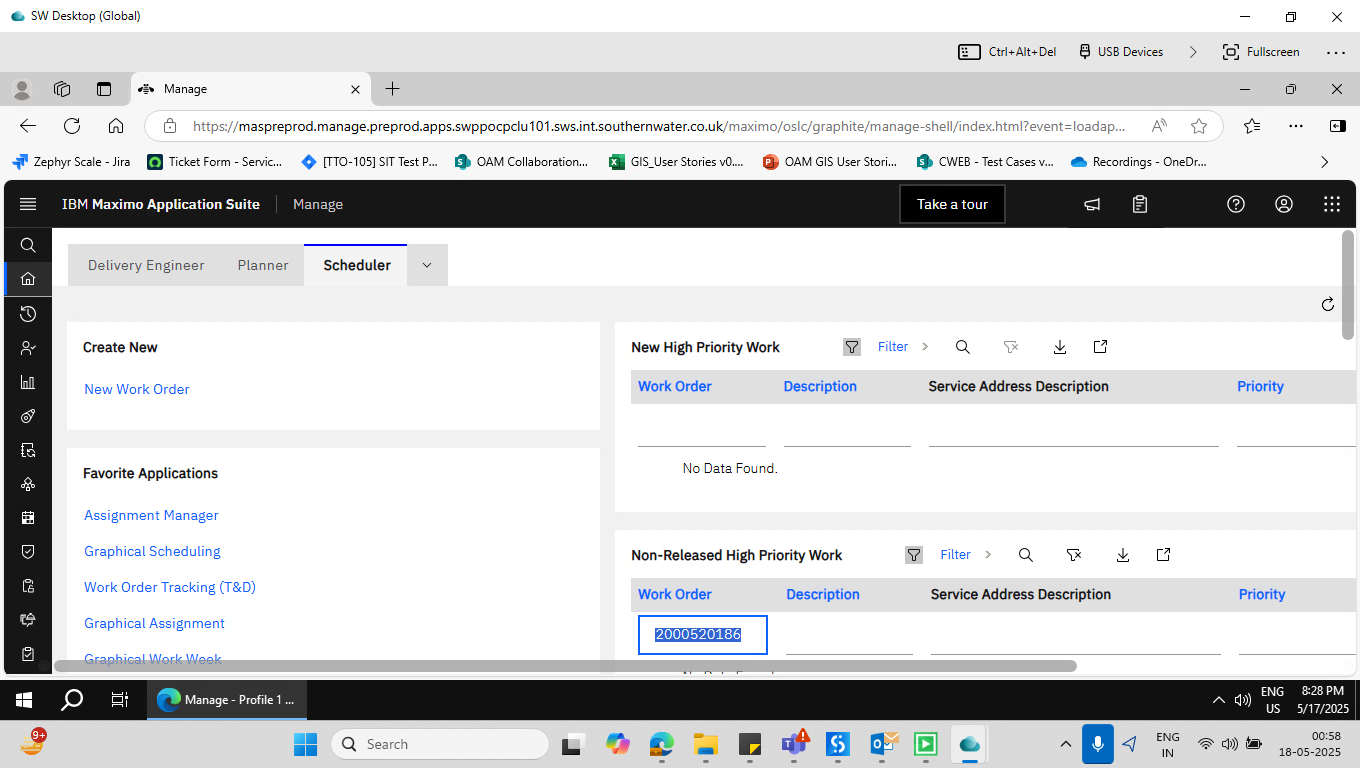 SW Desktop (Global)
Ctrl+Alt+Del
USB Devices
Fullscreen
Manage
https://maspreprod.manage.preprod.apps.swppocpclu101.sws.int.southernwater.co.uk/maximo/oslc/graphite/manage-shell/index.html?event=loadap...
Zephyr Scale - Jira
Ticket Form - Servic...
[TTO-105] SIT Test P...
OAM Collaboration...
GIS_User Stories v0....
OAM GIS User Stori...
CWEB - Test Cases v...
Recordings - OneDr...
IBM Maximo Application Suite
Manage
Take a tour
Delivery Engineer
Planner
Scheduler
Create New
New Work Order
Favorite Applications
Assignment Manager
Graphical Scheduling
Work Order Tracking (T&D)
Graphical Assignment
Graphical Work Week
New High Priority Work
Filter
Work Order
Description
Service Address Description
Priority
No Data Found.
Non-Released High Priority Work
Filter
Work Order
Description
Service Address Description
Priority
2000520186
Manage - Profile 1 ...
ENG
US
8:28 PM
5/17/2025
9+
Search
ENG
IN
00:58
18-05-2025